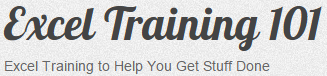 Excel Training 101
Excel Training to Help You Get Stuff Done